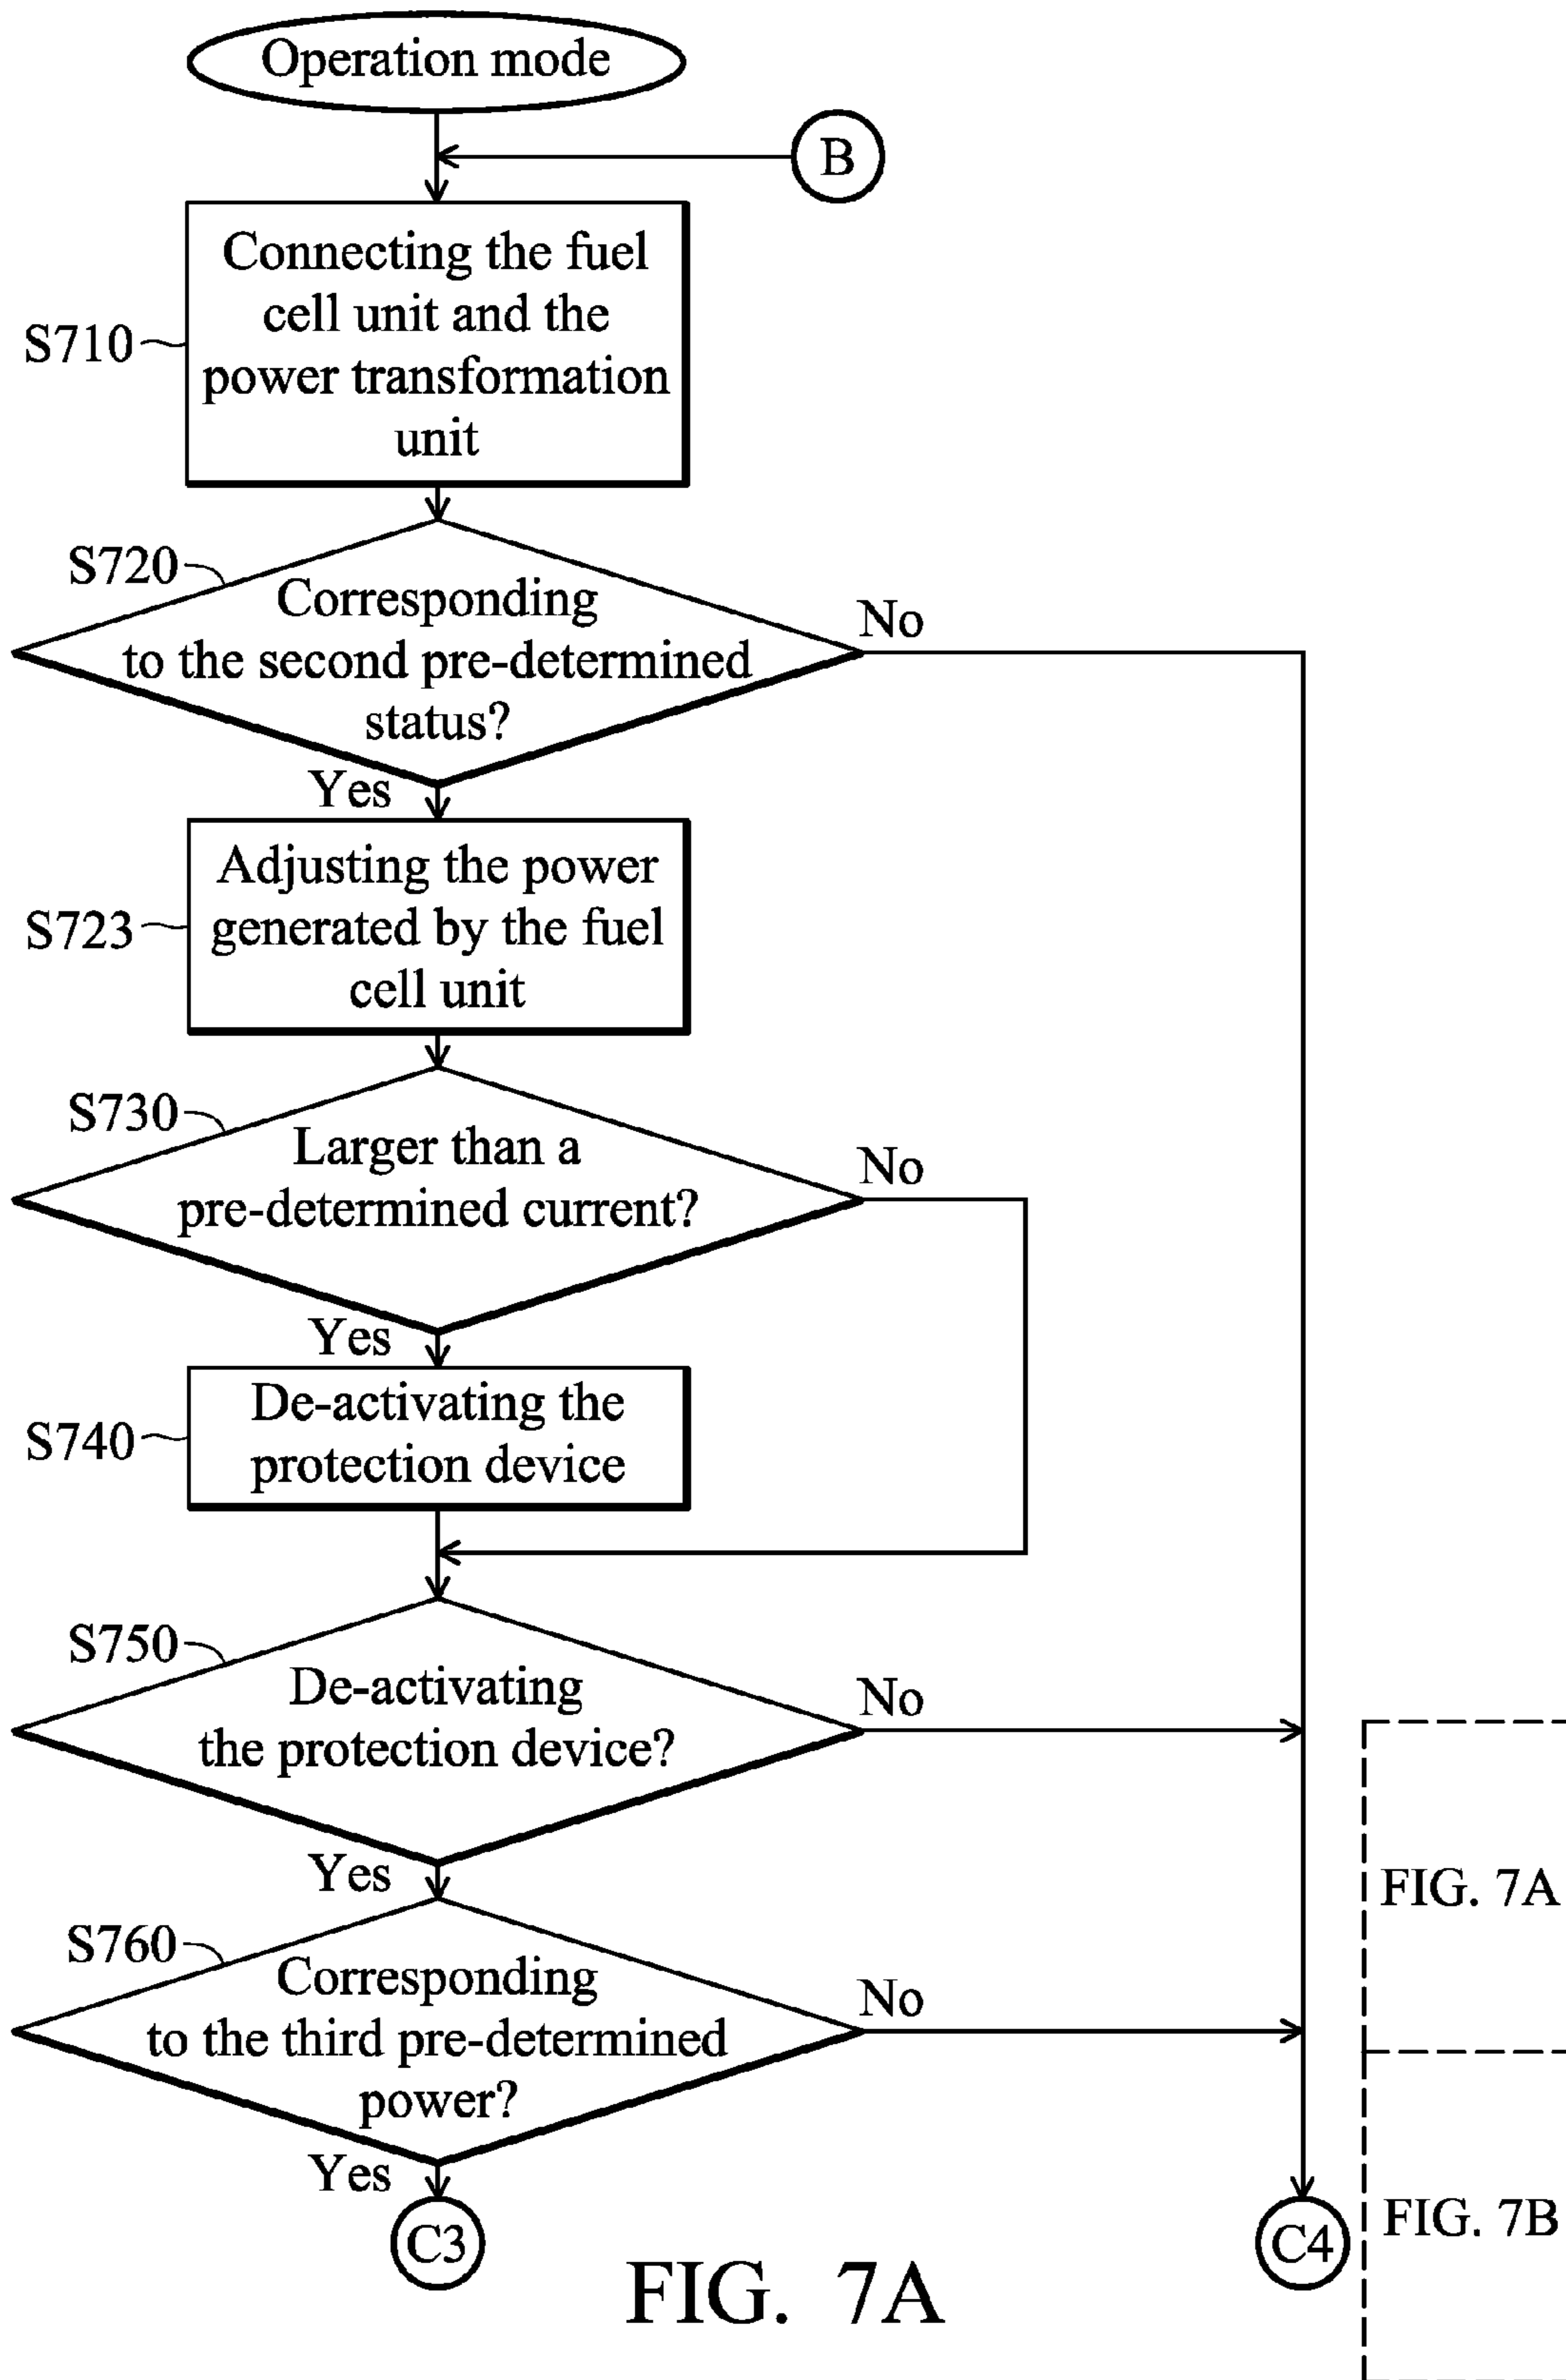 Operation mode
B
Connecting the fuel
cell unit and the
power transformation
unit
S710
S720
Corresponding
to the second pre-determined
status?
No
Yes
Adjusting the power
generated by the fuel
cell unit
S723
S730
Larger than a
pre-determined current?
No
Yes
De-activating the
protection device
S740
S750
De-activating
the protection device?
No
Yes
S760
Corresponding
to the third pre-determined
power?
No
Yes
C3
C4
FIG. 7A
FIG. 7B
FIG. 7A